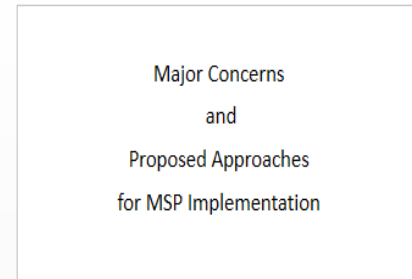 Major Concerns
and
Proposed Approaches
for MSP Implementation